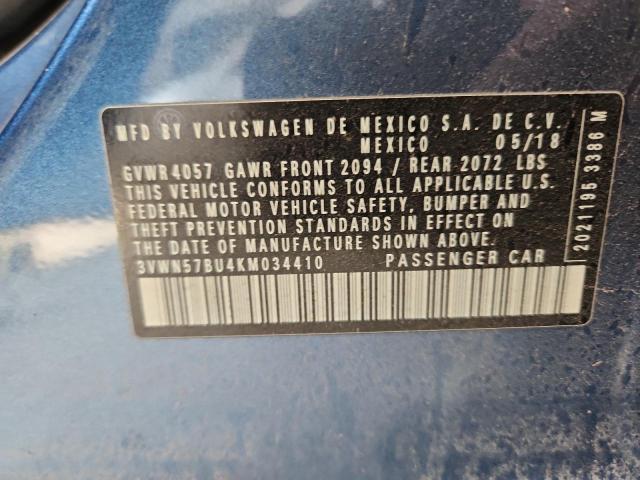 MFD BY VOLKSWAGEN DE MEXICO S.A. DE C.V.
MEXICO 05/18
GVWR 4057 GAWR FRONT 2094 / REAR 2072 LBS
THIS VEHICLE CONFORMS TO ALL APPLICABLE U.S.
FEDERAL MOTOR VEHICLE SAFETY, BUMPER AND
THEFT PREVENTION STANDARDS IN EFFECT ON
THE DATE OF MANUFACTURE SHOWN ABOVE.
3VWN57BU4KM034410 PASSENGER CAR
2021195 3386 M